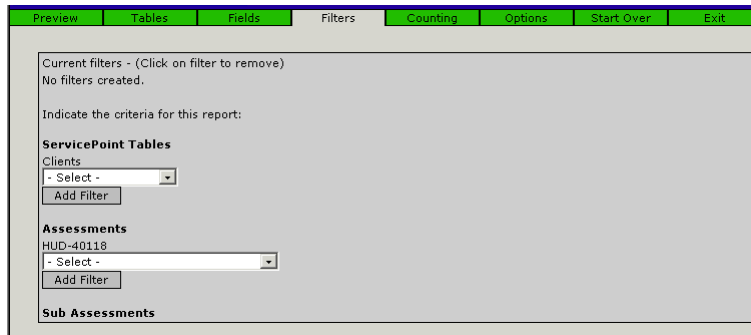 Preview Tables Fields Filters Counting Options Start Over Exit
Current filters - (Click on filter to remove)
No filters created.
Indicate the criteria for this report:
ServicePoint Tables
Clients
- Select -
Add Filter
Assessments
HUD-40118
- Select -
Add Filter
Sub Assessments